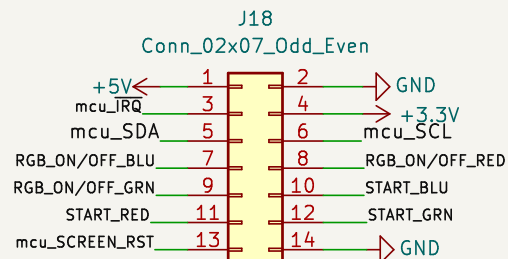 J18
Conn_02x07_Odd_Even
+5V 1 2 GND
mcu_IRQ 3 4 +3.3V
mcu_SDA 5 6 mcu_SCL
RGB_ON/OFF_BLU 7 8 RGB_ON/OFF_RED
RGB_ON/OFF_GRN 9 10 START_BLU
START_RED 11 12 START_GRN
mcu_SCREEN_RST 13 14 GND